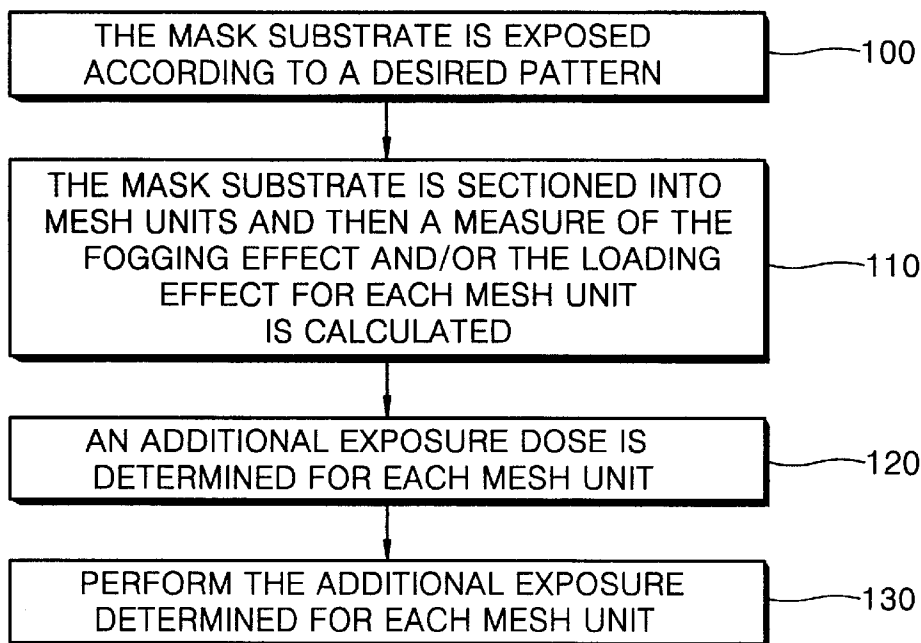 THE MASK SUBSTRATE IS EXPOSED
ACCORDING TO A DESIRED PATTERN
100
THE MASK SUBSTRATE IS SECTIONED INTO
MESH UNITS AND THEN A MEASURE OF THE
FOGGING EFFECT AND/OR THE LOADING
EFFECT FOR EACH MESH UNIT
IS CALCULATED.
110
AN ADDITIONAL EXPOSURE DOSE IS
DETERMINED FOR EACH MESH UNIT
120
PERFORM THE ADDITIONAL EXPOSURE
DETERMINED FOR EACH MESH UNIT
130